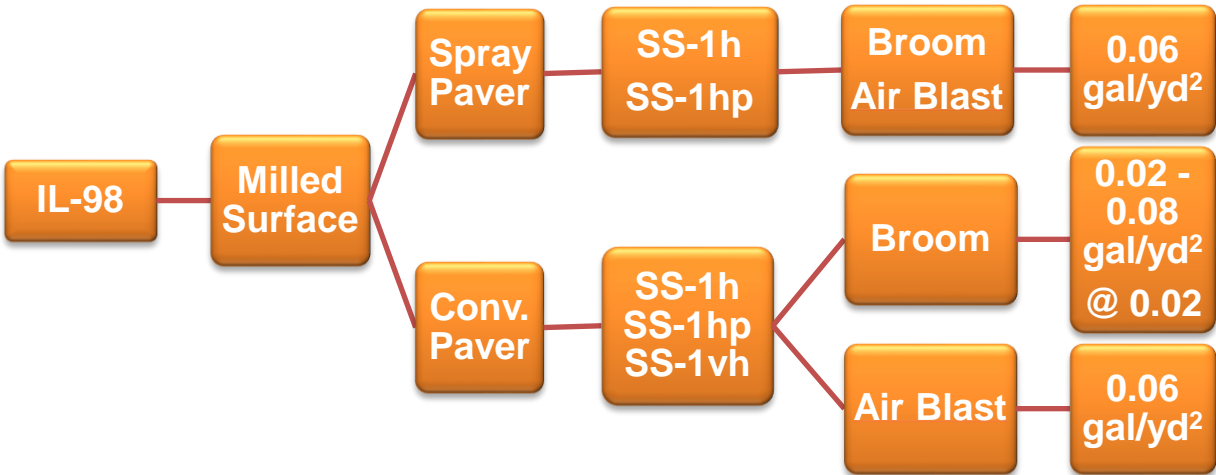 IL-98
Milled
Surface
Spray
Paver
SS-1h
SS-1hp
Broom
Air Blast
0.06
gal/yd²
Conv.
Paver
SS-1h
SS-1hp
SS-1vh
Broom
0.02 -
0.08
gal/yd²
@ 0.02
Air Blast
0.06
gal/yd²